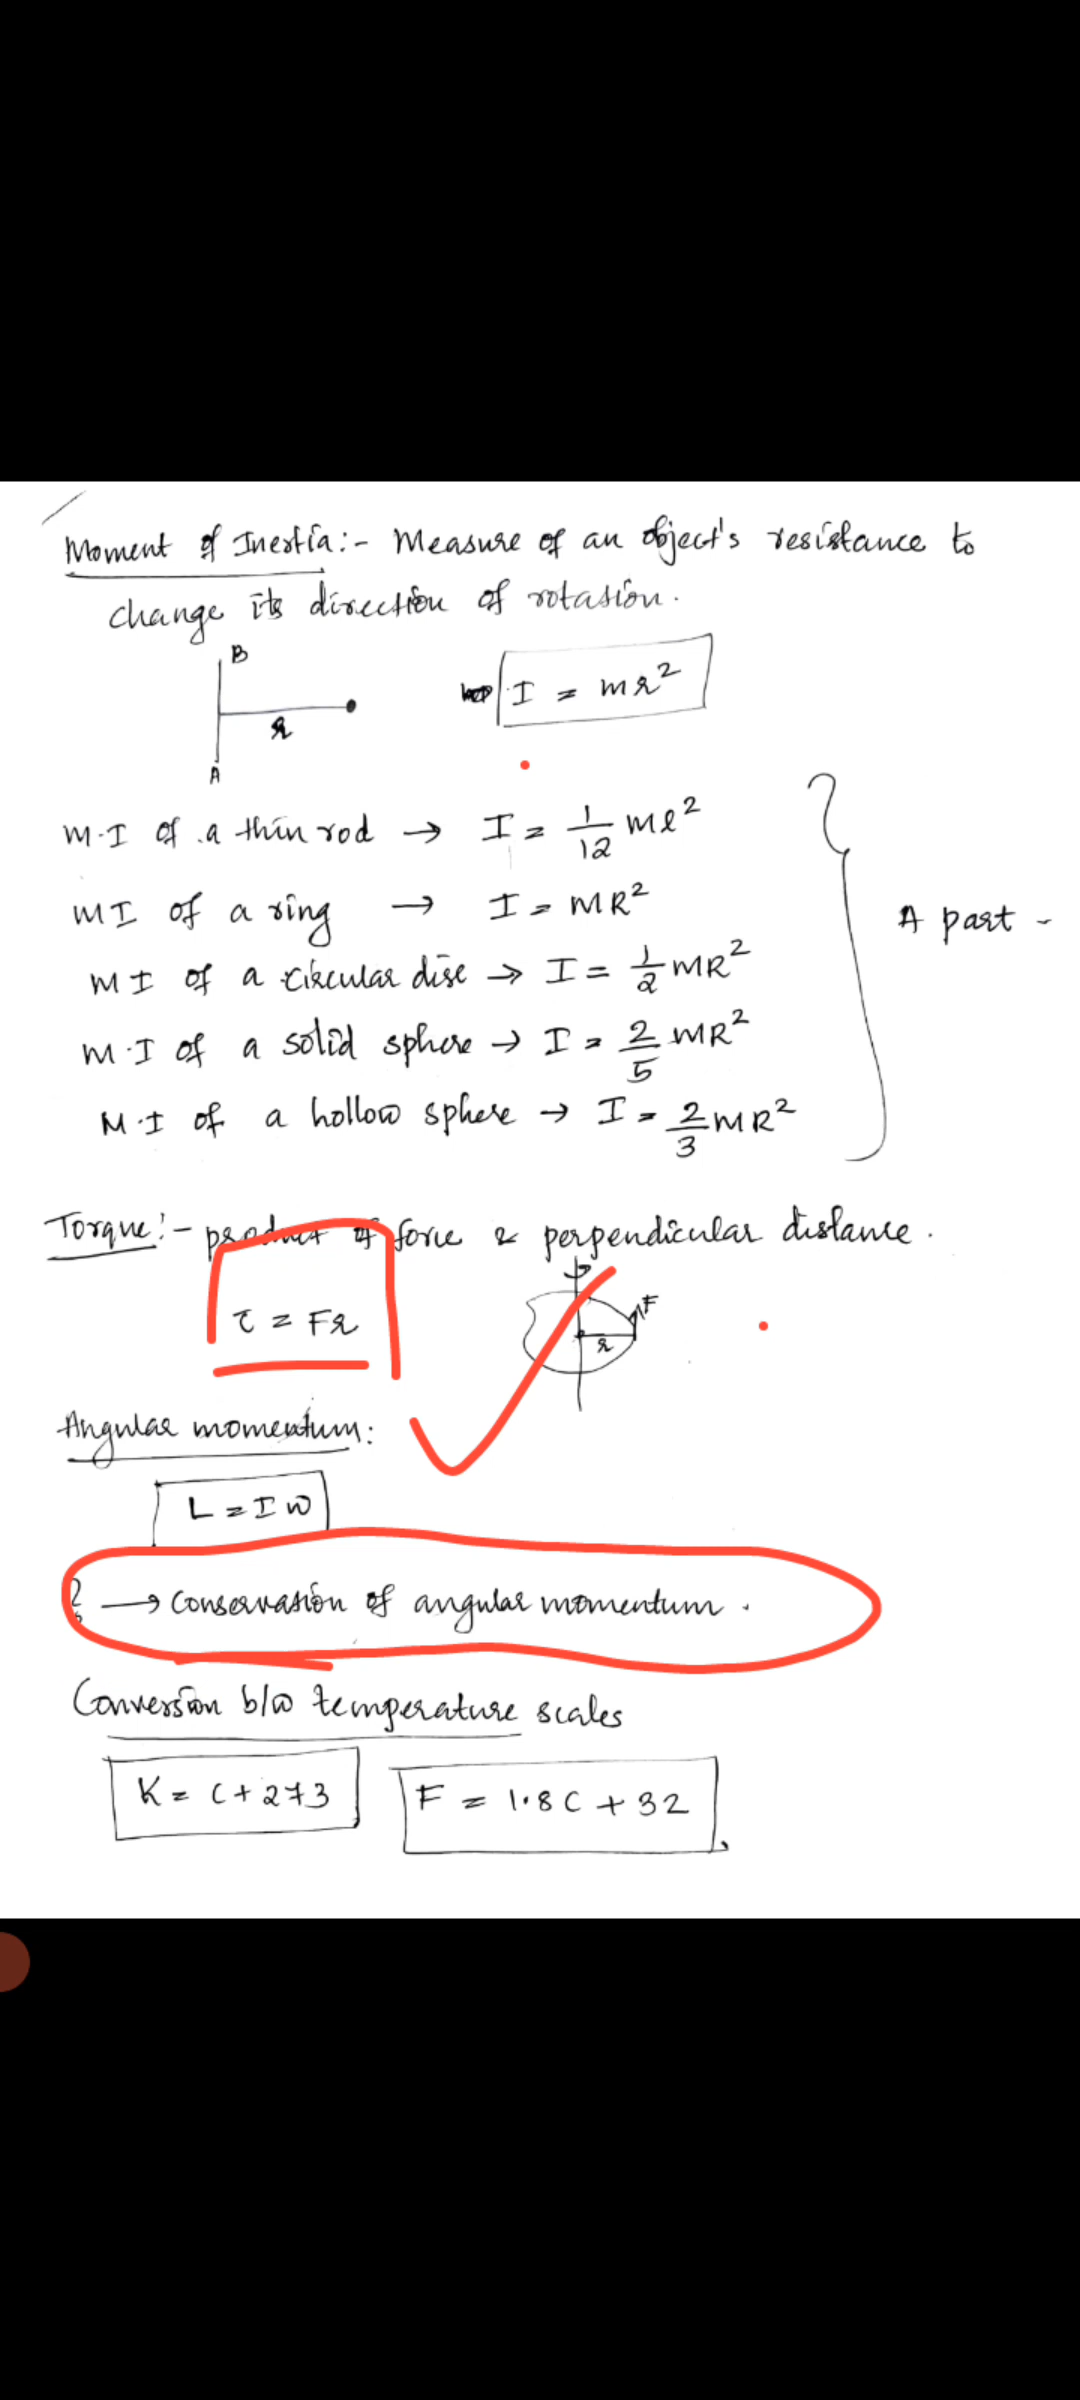 Moment of Inertia:- Measure of an object's resistance to
change its direction of rotation.
B
r
A
I = mr²
M.I of a thin rod → I = 1/12 Ml²
MI of a ring → I = MR²
MI of a circular disc → I = 1/2 MR²
M.I of a solid sphere → I = 2/5 MR²
M.I of a hollow sphere → I = 2/3 MR²
A part -
Torque:- product of force & perpendicular distance.
τ = Fr
F
r
Angular momentum:
L = Iω
→ Conservation of angular momentum.
Conversion b/w temperature scales
K = C + 273
F = 1.8C + 32